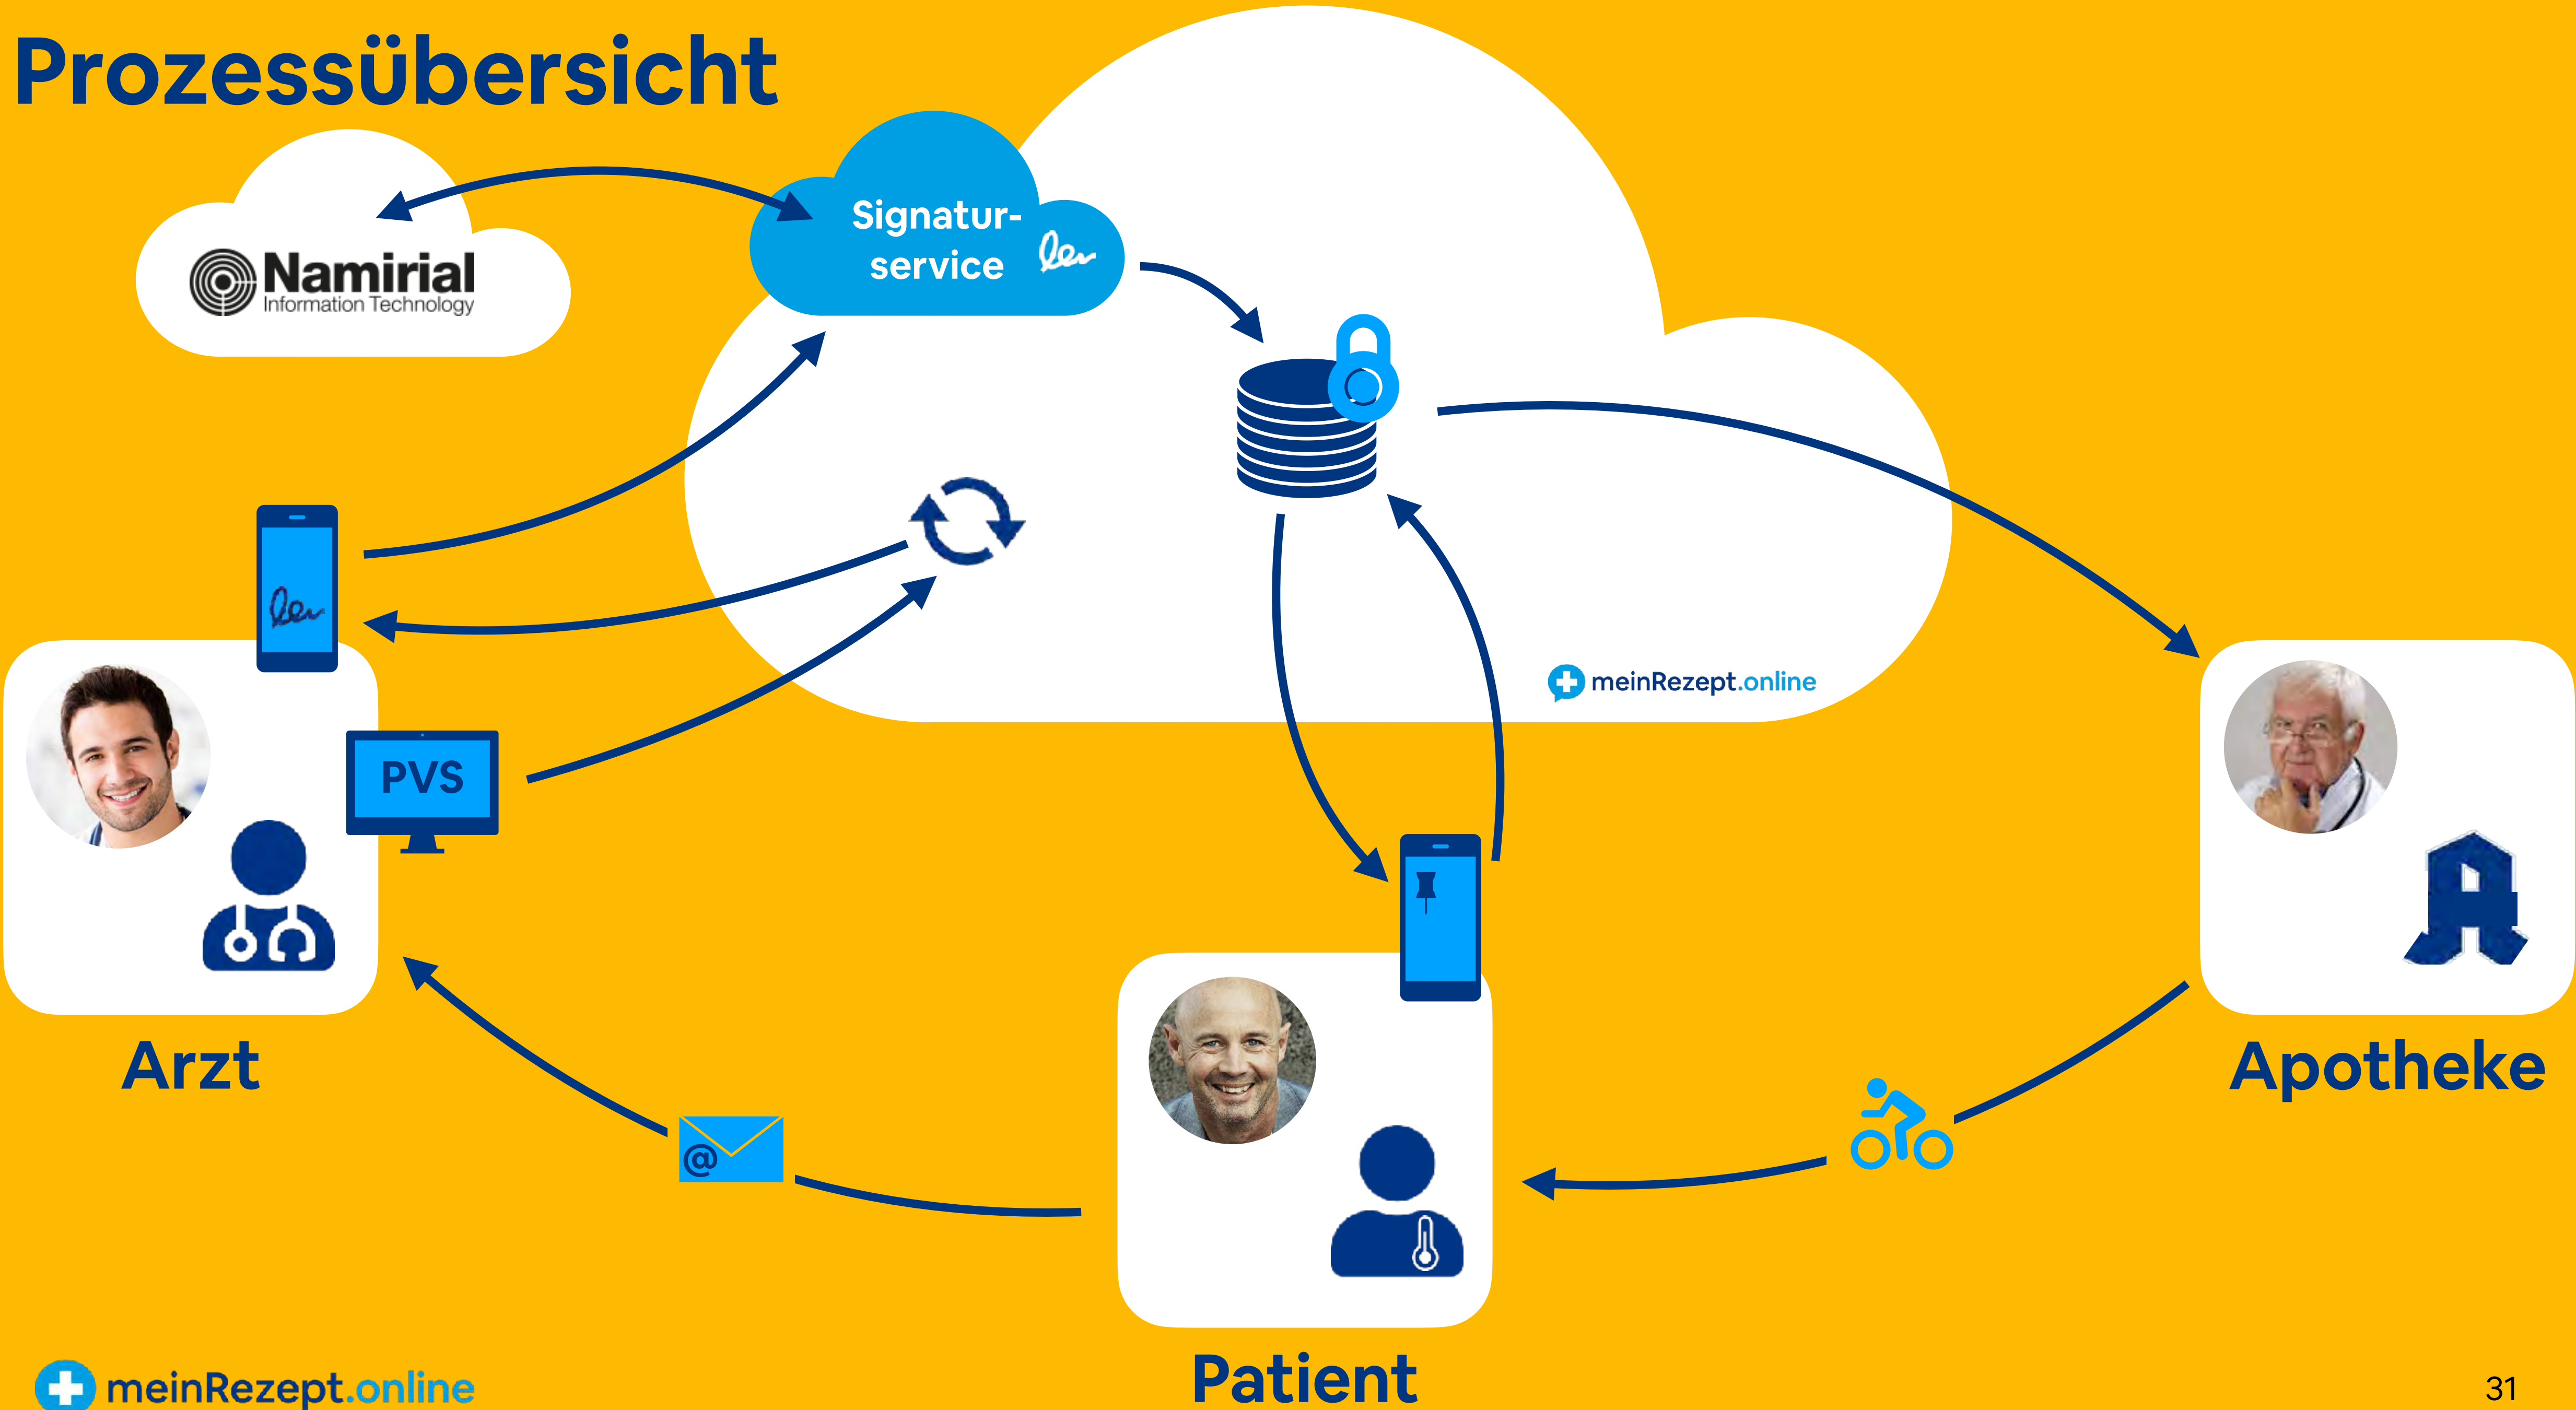 Prozessübersicht
Namirial
Information Technology
Signatur-
service
meinRezept.online
PVS
Arzt
Apotheke
@
Patient
meinRezept.online
31